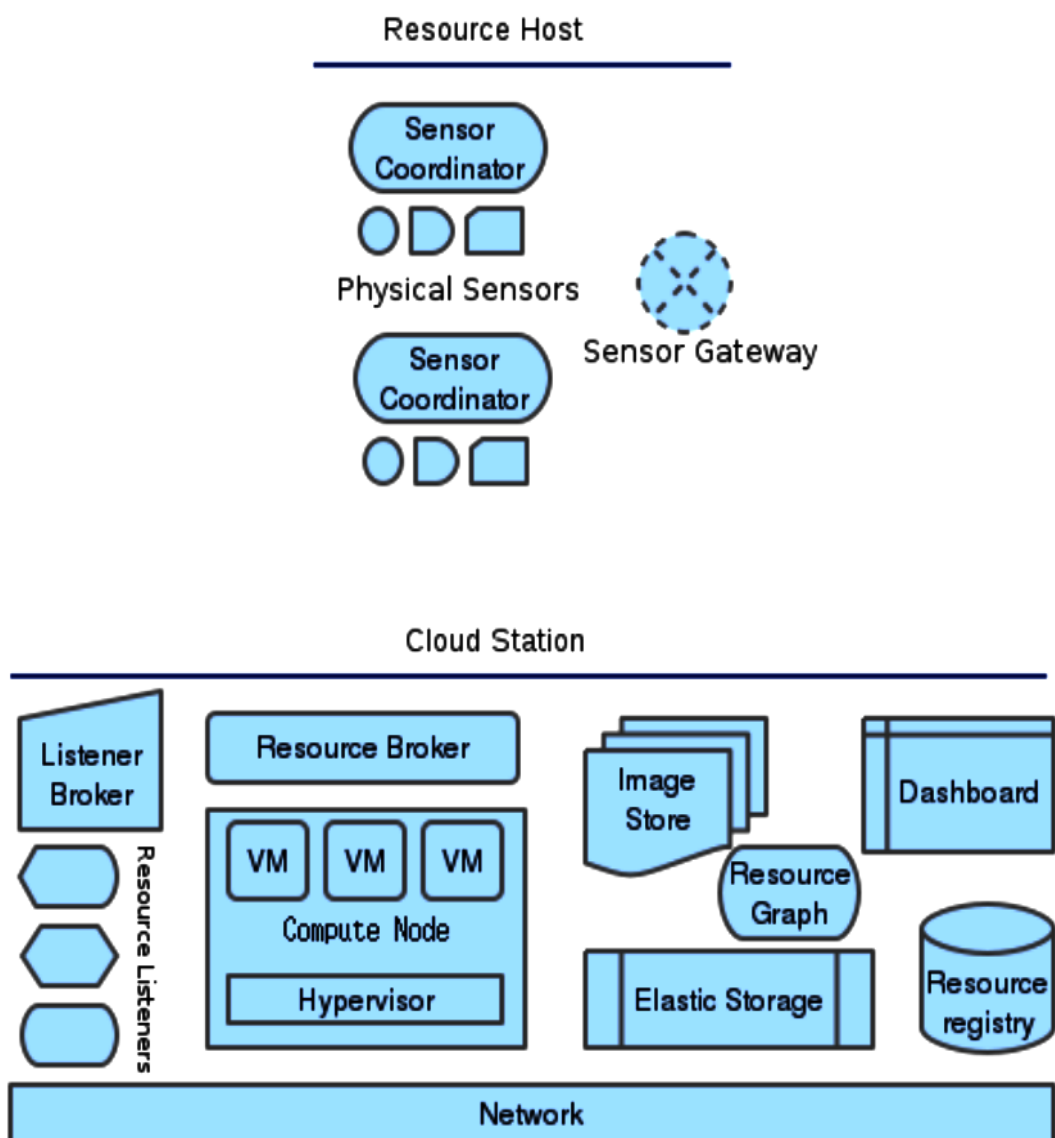 Resource Host
Sensor
Coordinator
Physical Sensors
Sensor Gateway
Sensor
Coordinator
Cloud Station
Listener
Broker
Resource Listeners
Resource Broker
VM VM VM
Compute Node
Hypervisor
Image
Store
Resource
Graph
Elastic Storage
Dashboard
Resource
registry
Network